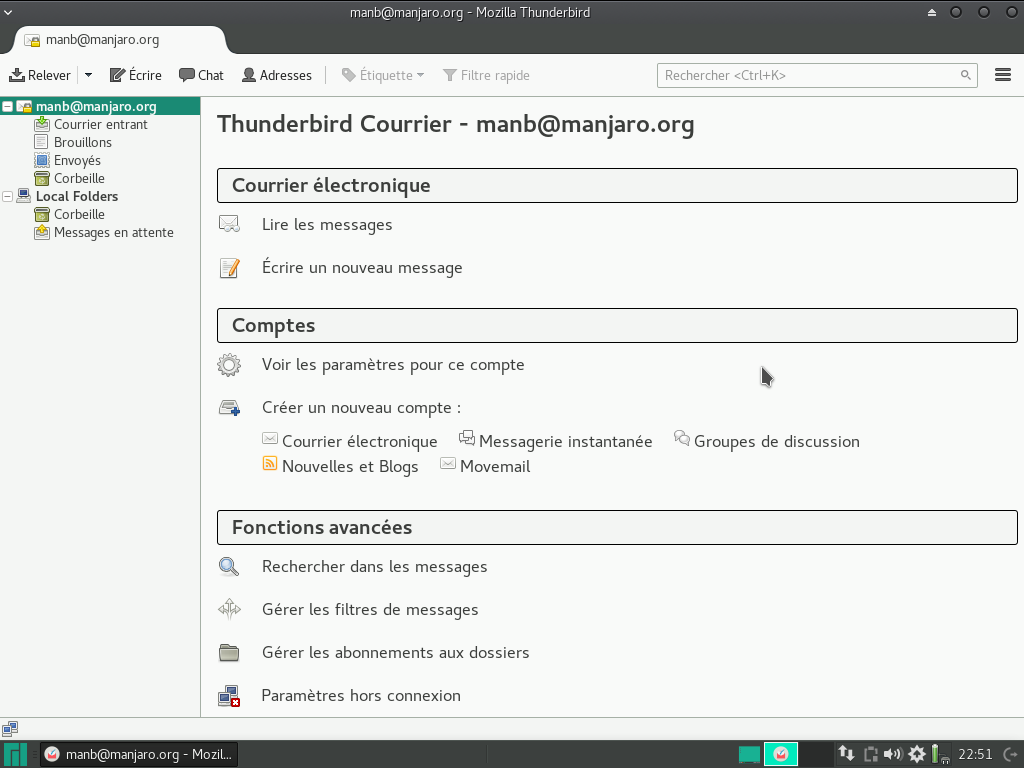 manb@manjaro.org - Mozilla Thunderbird
manb@manjaro.org
Relever Écrire Chat Adresses Étiquette Filtre rapide Rechercher <Ctrl+K>
manb@manjaro.org
Courrier entrant
Brouillons
Envoyés
Corbeille
Local Folders
Corbeille
Messages en attente
Thunderbird Courrier - manb@manjaro.org
Courrier électronique
Lire les messages
Écrire un nouveau message
Comptes
Voir les paramètres pour ce compte
Créer un nouveau compte :
Courrier électronique Messagerie instantanée Groupes de discussion
Nouvelles et Blogs Movemail
Fonctions avancées
Rechercher dans les messages
Gérer les filtres de messages
Gérer les abonnements aux dossiers
Paramètres hors connexion
manb@manjaro.org - Mozil... 22:51